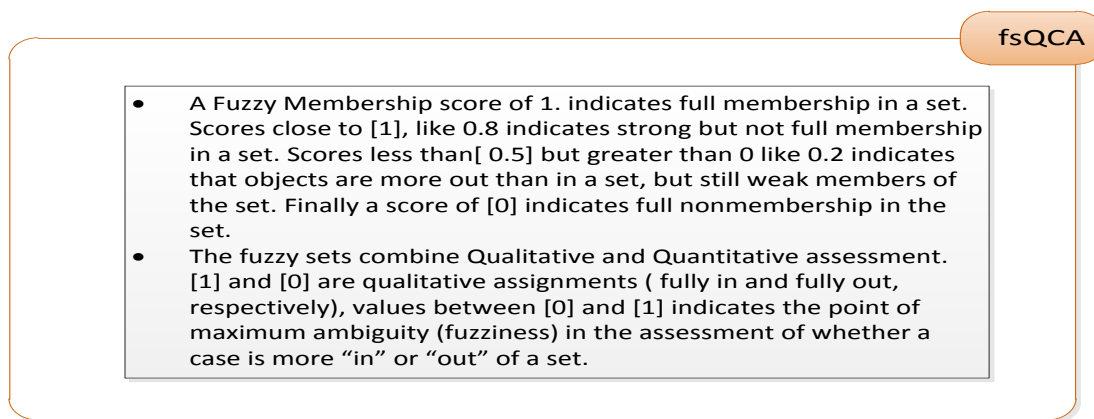 fsQCA
• A Fuzzy Membership score of 1. indicates full membership in a set.
Scores close to [1], like 0.8 indicates strong but not full membership
in a set. Scores less than[ 0.5] but greater than 0 like 0.2 indicates
that objects are more out than in a set, but still weak members of
the set. Finally a score of [0] indicates full nonmembership in the
set.
• The fuzzy sets combine Qualitative and Quantitative assessment.
[1] and [0] are qualitative assignments ( fully in and fully out,
respectively), values between [0] and [1] indicates the point of
maximum ambiguity (fuzziness) in the assessment of whether a
case is more “in” or “out” of a set.